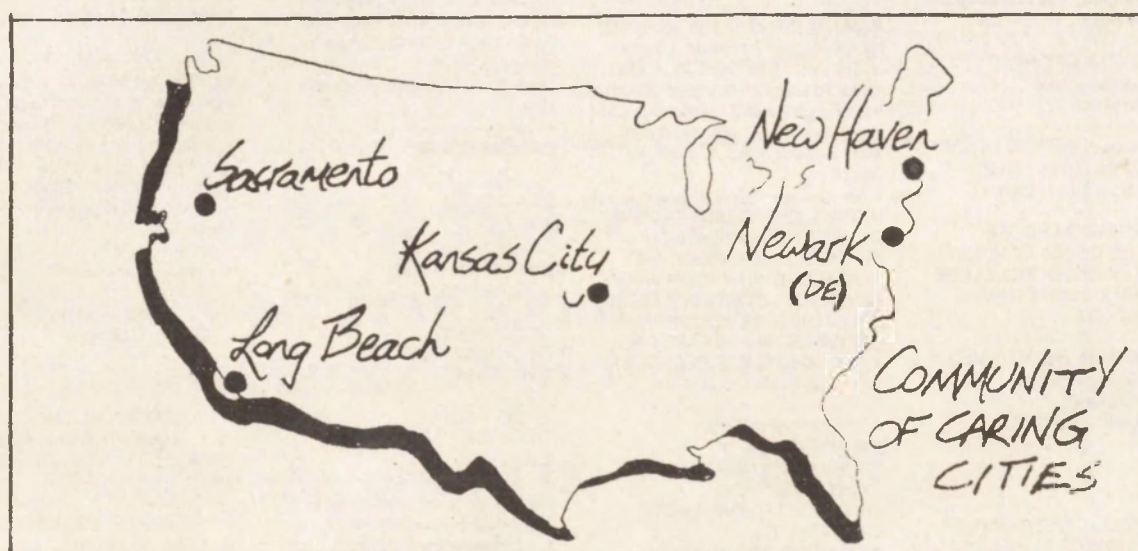 New Haven
Sacramento
Newark
(DE)
Kansas City
Long Beach
COMMUNITY
OF CARING
CITIES